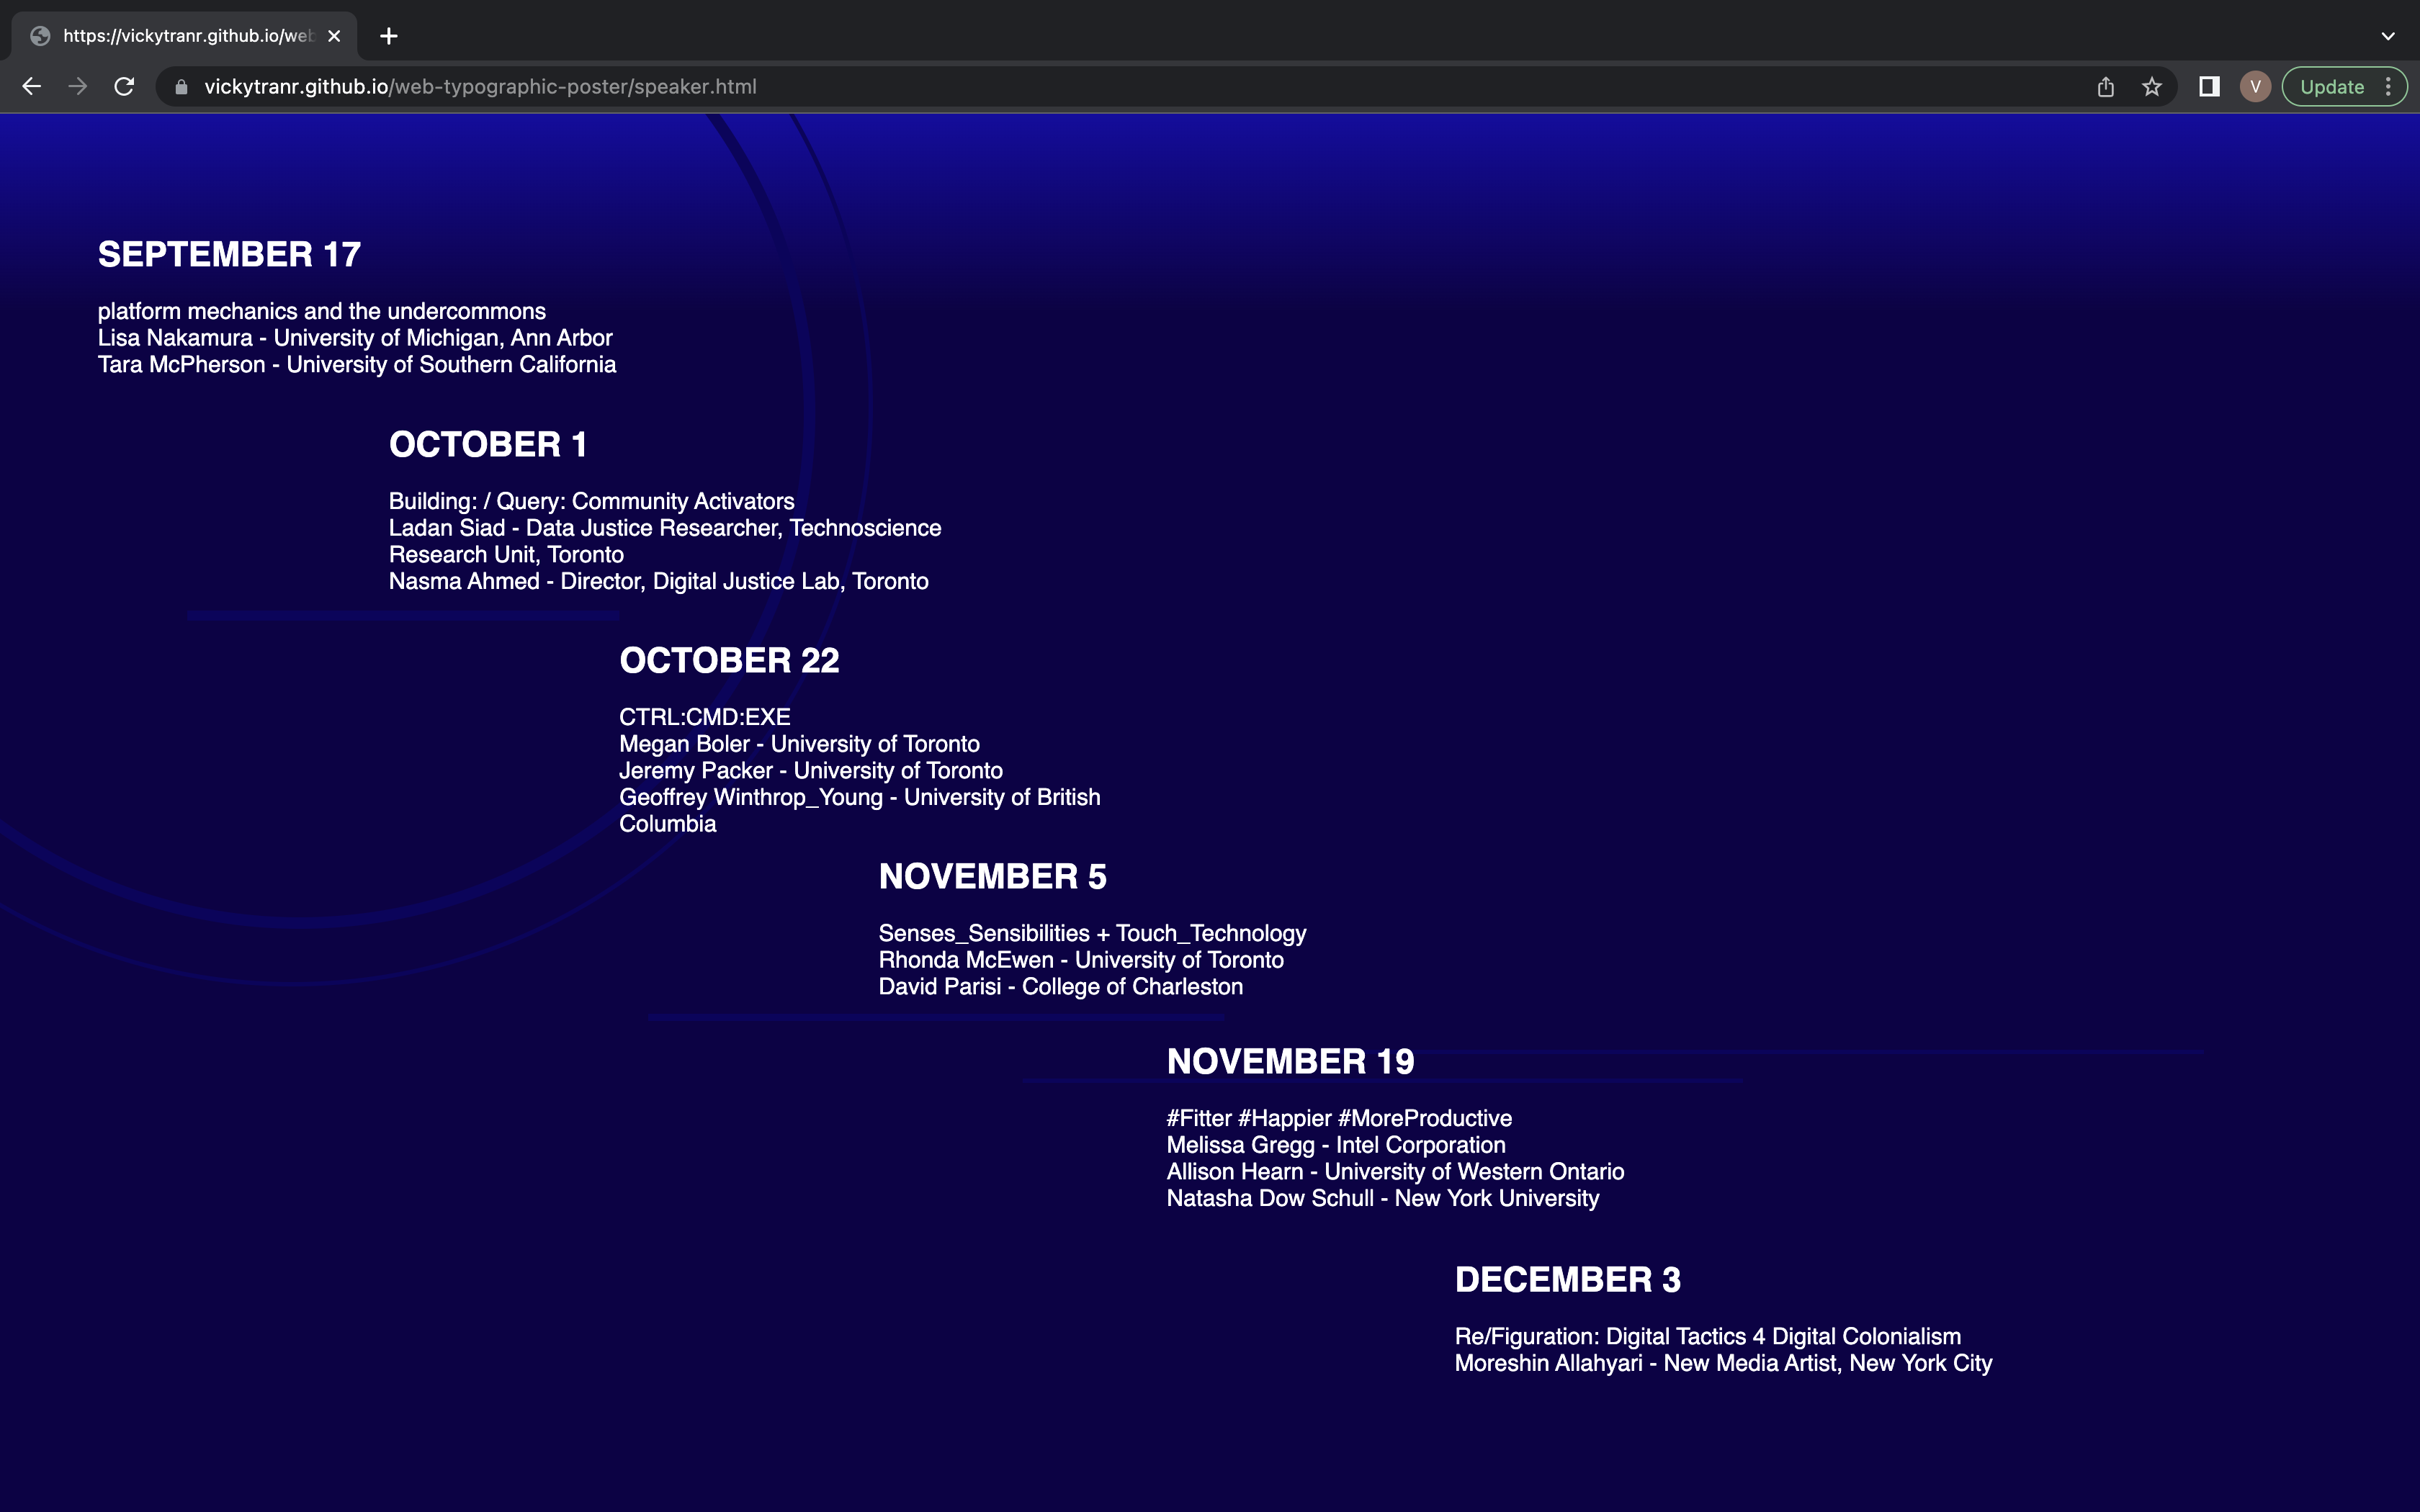 https://vickytranr.github.io/web
vickytranr.github.io/web-typographic-poster/speaker.html
V
Update
SEPTEMBER 17
platform mechanics and the undercommons
Lisa Nakamura - University of Michigan, Ann Arbor
Tara McPherson - University of Southern California
OCTOBER 1
Building: / Query: Community Activators
Ladan Siad - Data Justice Researcher, Technoscience
Research Unit, Toronto
Nasma Ahmed - Director, Digital Justice Lab, Toronto
OCTOBER 22
CTRL:CMD:EXE
Megan Boler - University of Toronto
Jeremy Packer - University of Toronto
Geoffrey Winthrop_Young - University of British
Columbia
NOVEMBER 5
Senses_Sensibilities + Touch_Technology
Rhonda McEwen - University of Toronto
David Parisi - College of Charleston
NOVEMBER 19
#Fitter #Happier #MoreProductive
Melissa Gregg - Intel Corporation
Allison Hearn - University of Western Ontario
Natasha Dow Schull - New York University
DECEMBER 3
Re/Figuration: Digital Tactics 4 Digital Colonialism
Moreshin Allahyari - New Media Artist, New York City